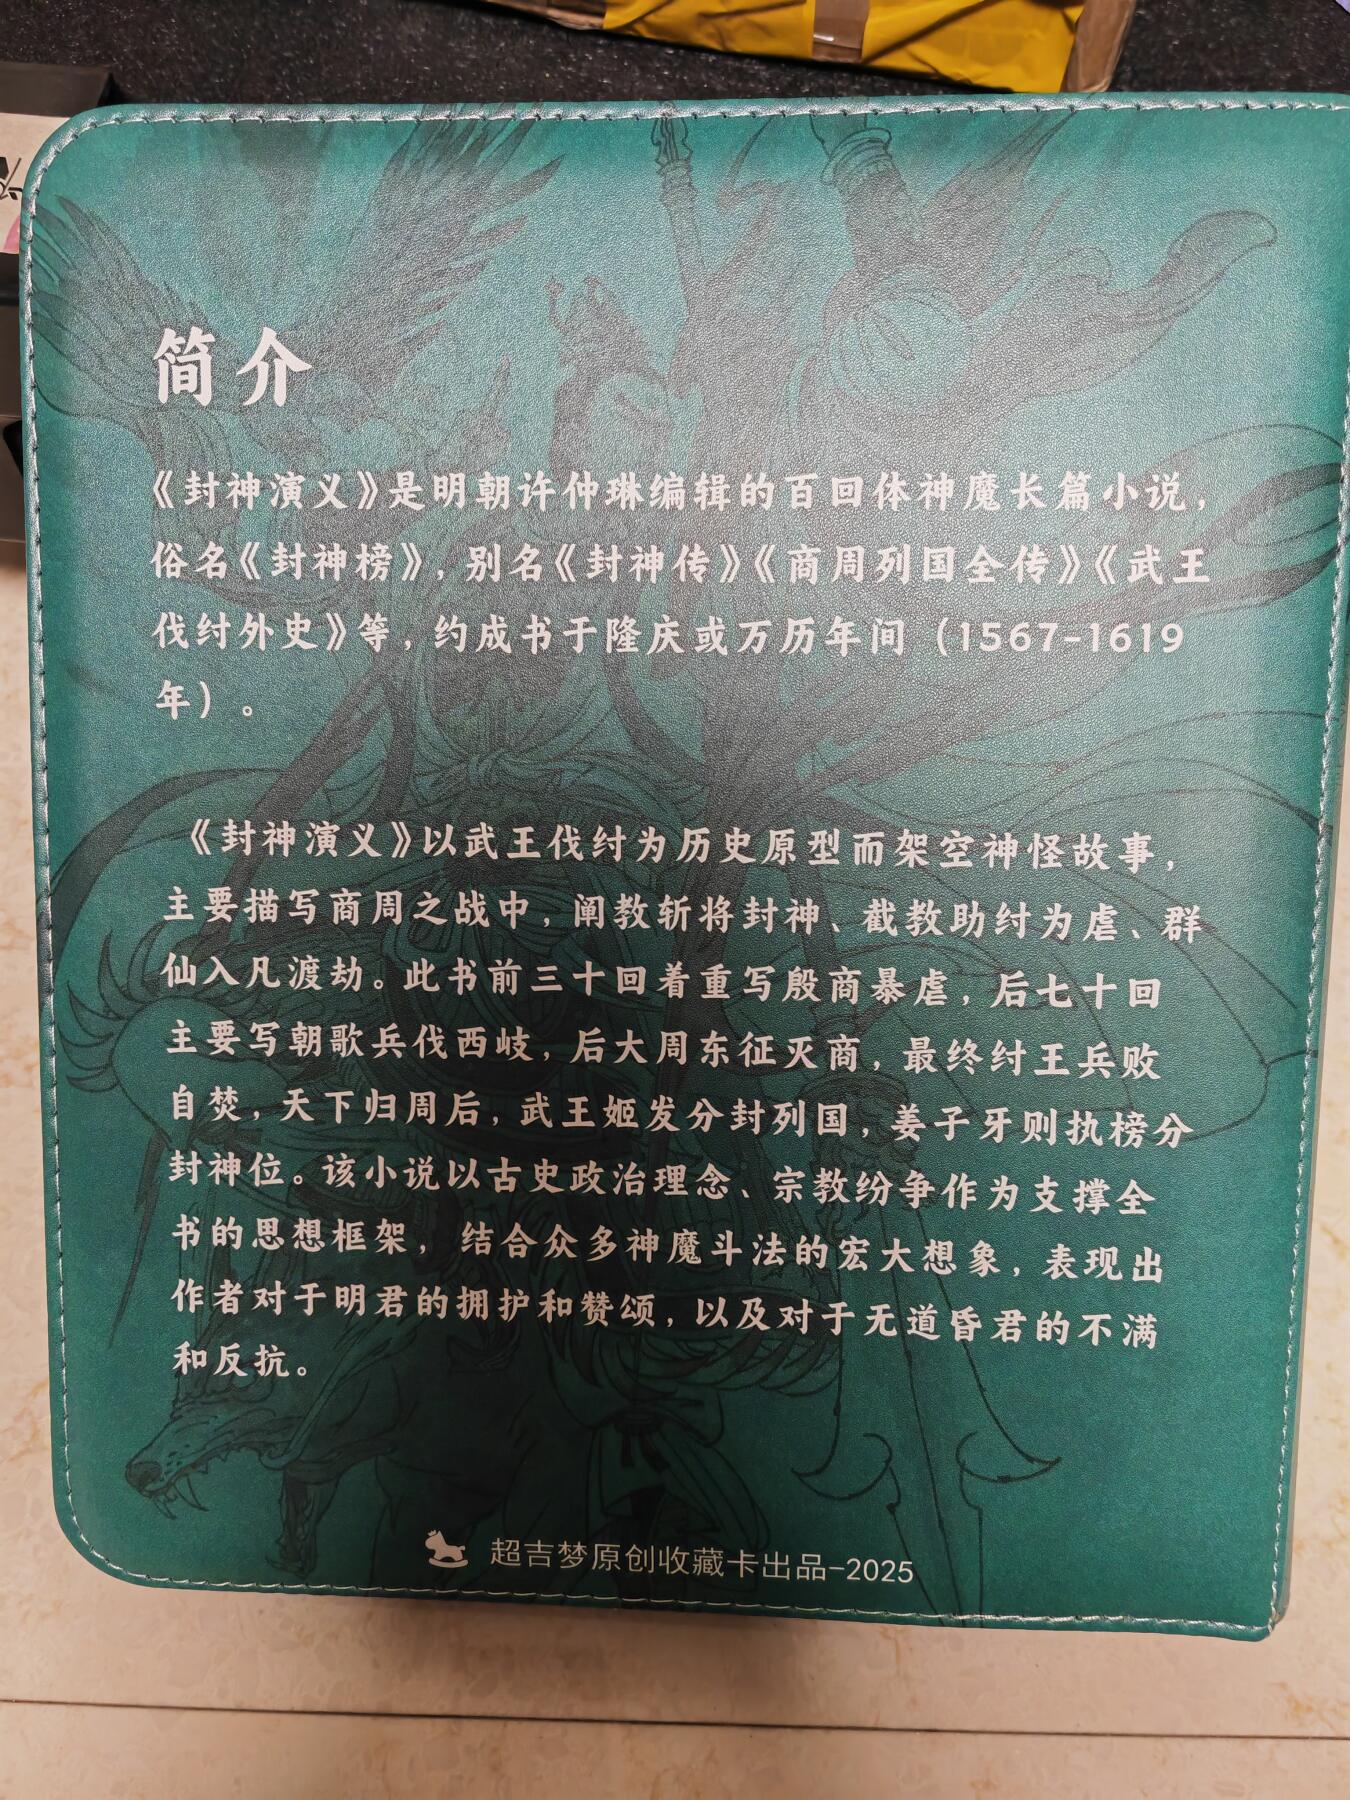 简介
《封神演义》是明朝许仲琳编辑的百回体神魔长篇小说，
俗名《封神榜》，别名《封神传》《商周列国全传》《武王
伐纣外史》等，约成书于隆庆或万历年间（1567-1619
年）。
《封神演义》以武王伐纣为历史原型而架空神怪故事，
主要描写商周之战中，阐教斩将封神、截教助纣为虐、群
仙入凡渡劫。此书前三十回着重写殷商暴虐，后七十回
主要写朝歌兵伐西岐，后大周东征灭商，最终纣王兵败
自焚，天下归周后，武王姬发分封列国，姜子牙则执榜分
封神位。该小说以古史政治理念、宗教纷争作为支撑全
书的思想框架，结合众多神魔斗法的宏大想象，表现出
作者对于明君的拥护和赞颂，以及对于无道昏君的不满
和反抗。
超吉梦原创收藏卡出品-2025